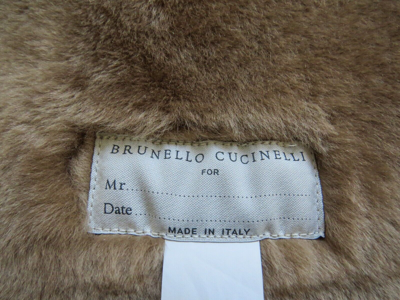 BRUNELLO CUCINELLI
FOR
Mr.....................................
Date...................................
MADE IN ITALY